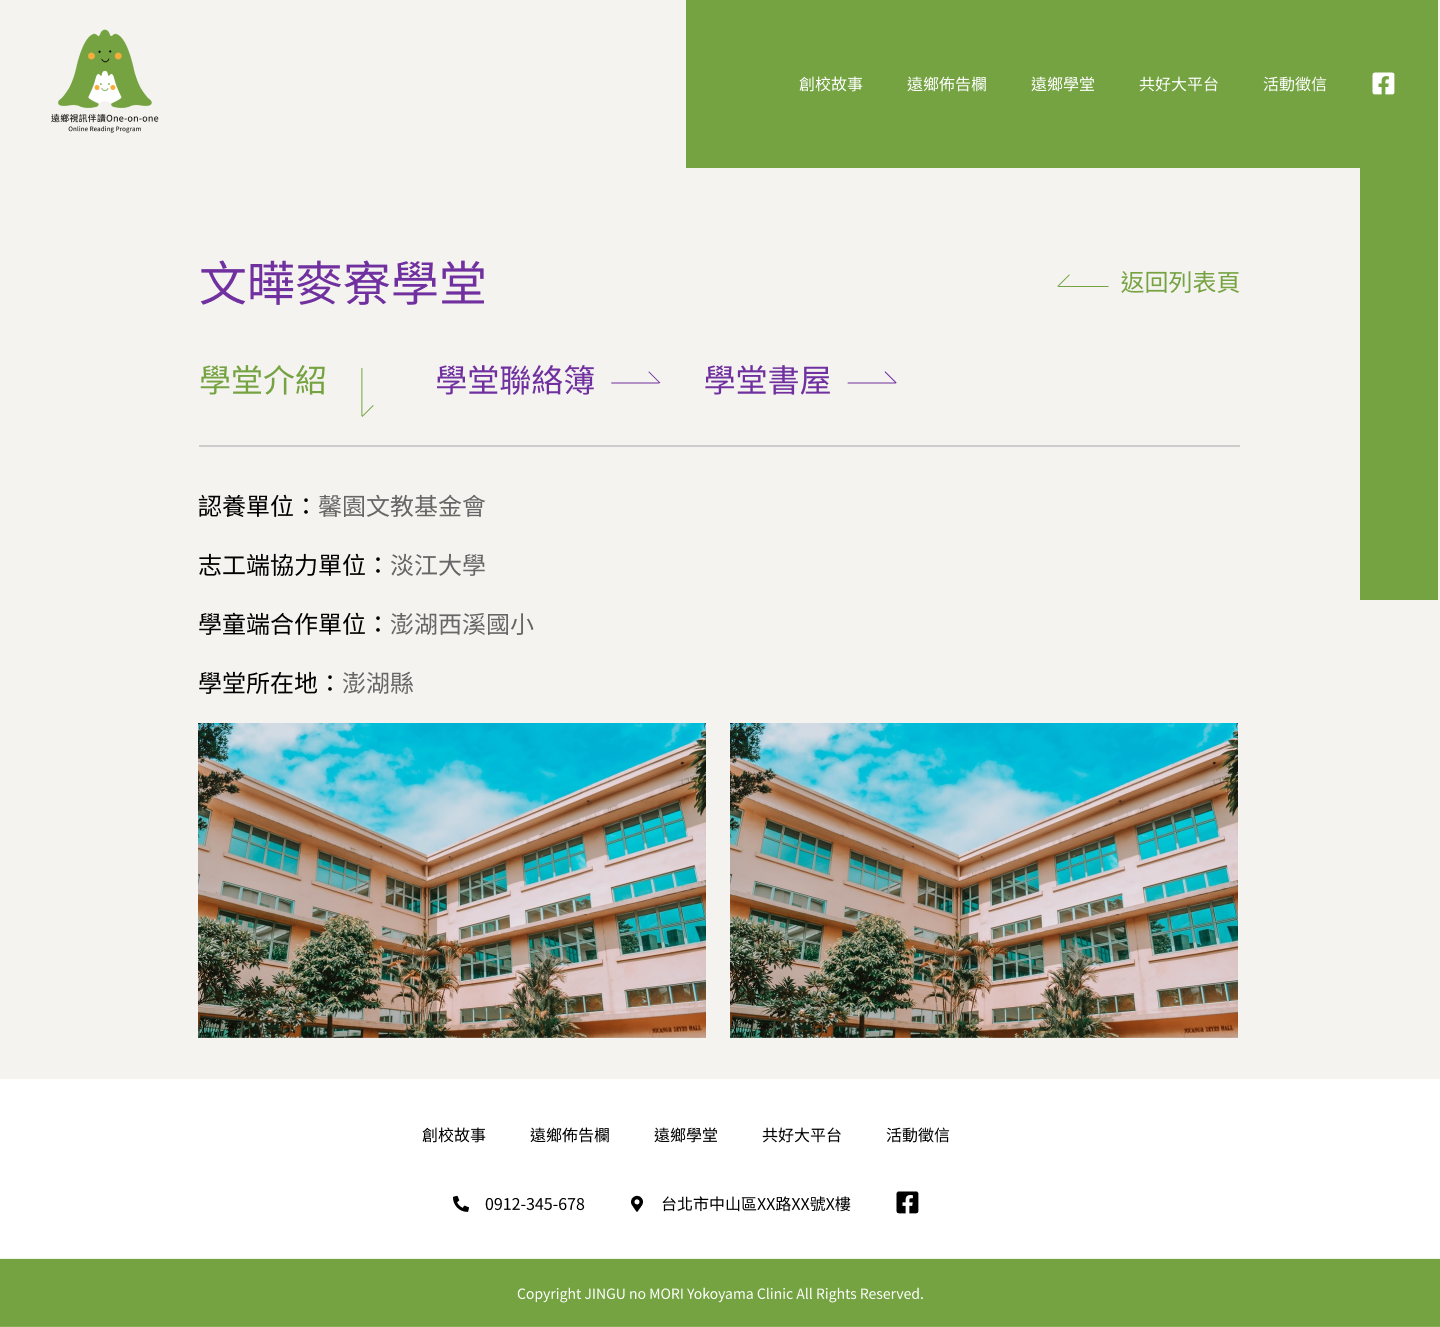 遠鄉視訊伴讀One-on-one
Online Reading Program
創校故事 遠鄉佈告欄 遠鄉學堂 共好大平台 活動徵信
文曄麥寮學堂
返回列表頁
學堂介紹 學堂聯絡簿 學堂書屋
認養單位：馨園文教基金會
志工端協力單位：淡江大學
學童端合作單位：澎湖西溪國小
學堂所在地：澎湖縣
創校故事 遠鄉佈告欄 遠鄉學堂 共好大平台 活動徵信
0912-345-678 台北市中山區XX路XX號X樓
Copyright JINGU no MORI Yokoyama Clinic All Rights Reserved.